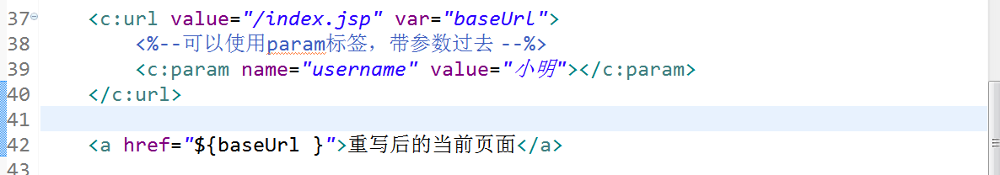 37 <c:url value="/index.jsp" var="baseUrl">
38 <%--可以使用param标签，带参数过去 --%>
39 <c:param name="username" value="小明"></c:param>
40 </c:url>
41
42 <a href="${baseUrl }">重写后的当前页面</a>
43